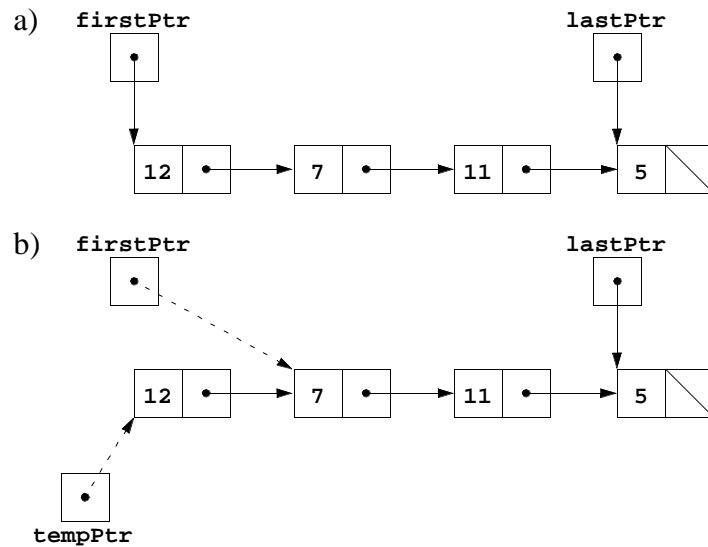 a) firstPtr lastPtr
12 7 11 5
b) firstPtr lastPtr
12 7 11 5
tempPtr